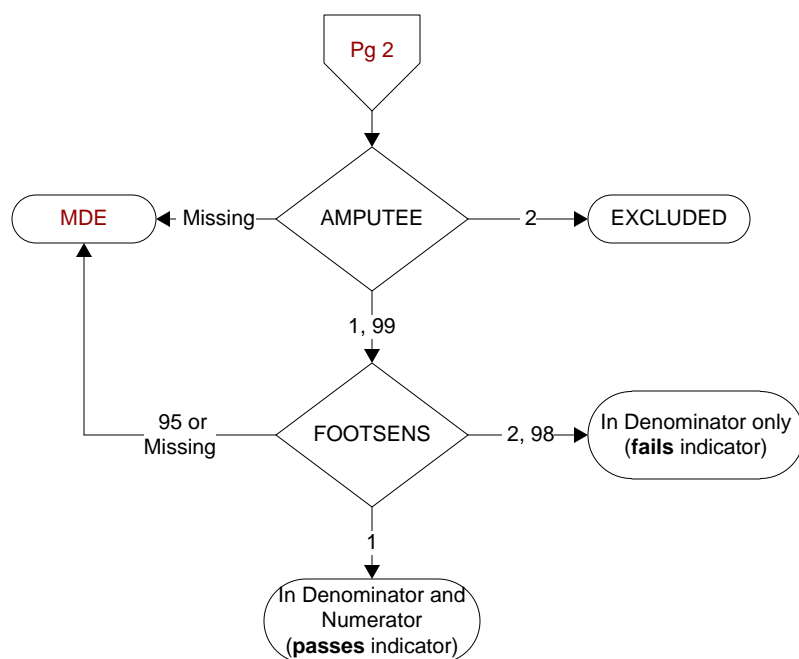 Pg 2
MDE
Missing
AMPUTEE
2
EXCLUDED
1, 99
95 or
Missing
FOOTSENS
2, 98
In Denominator only
(fails indicator)
1
In Denominator and
Numerator
(passes indicator)